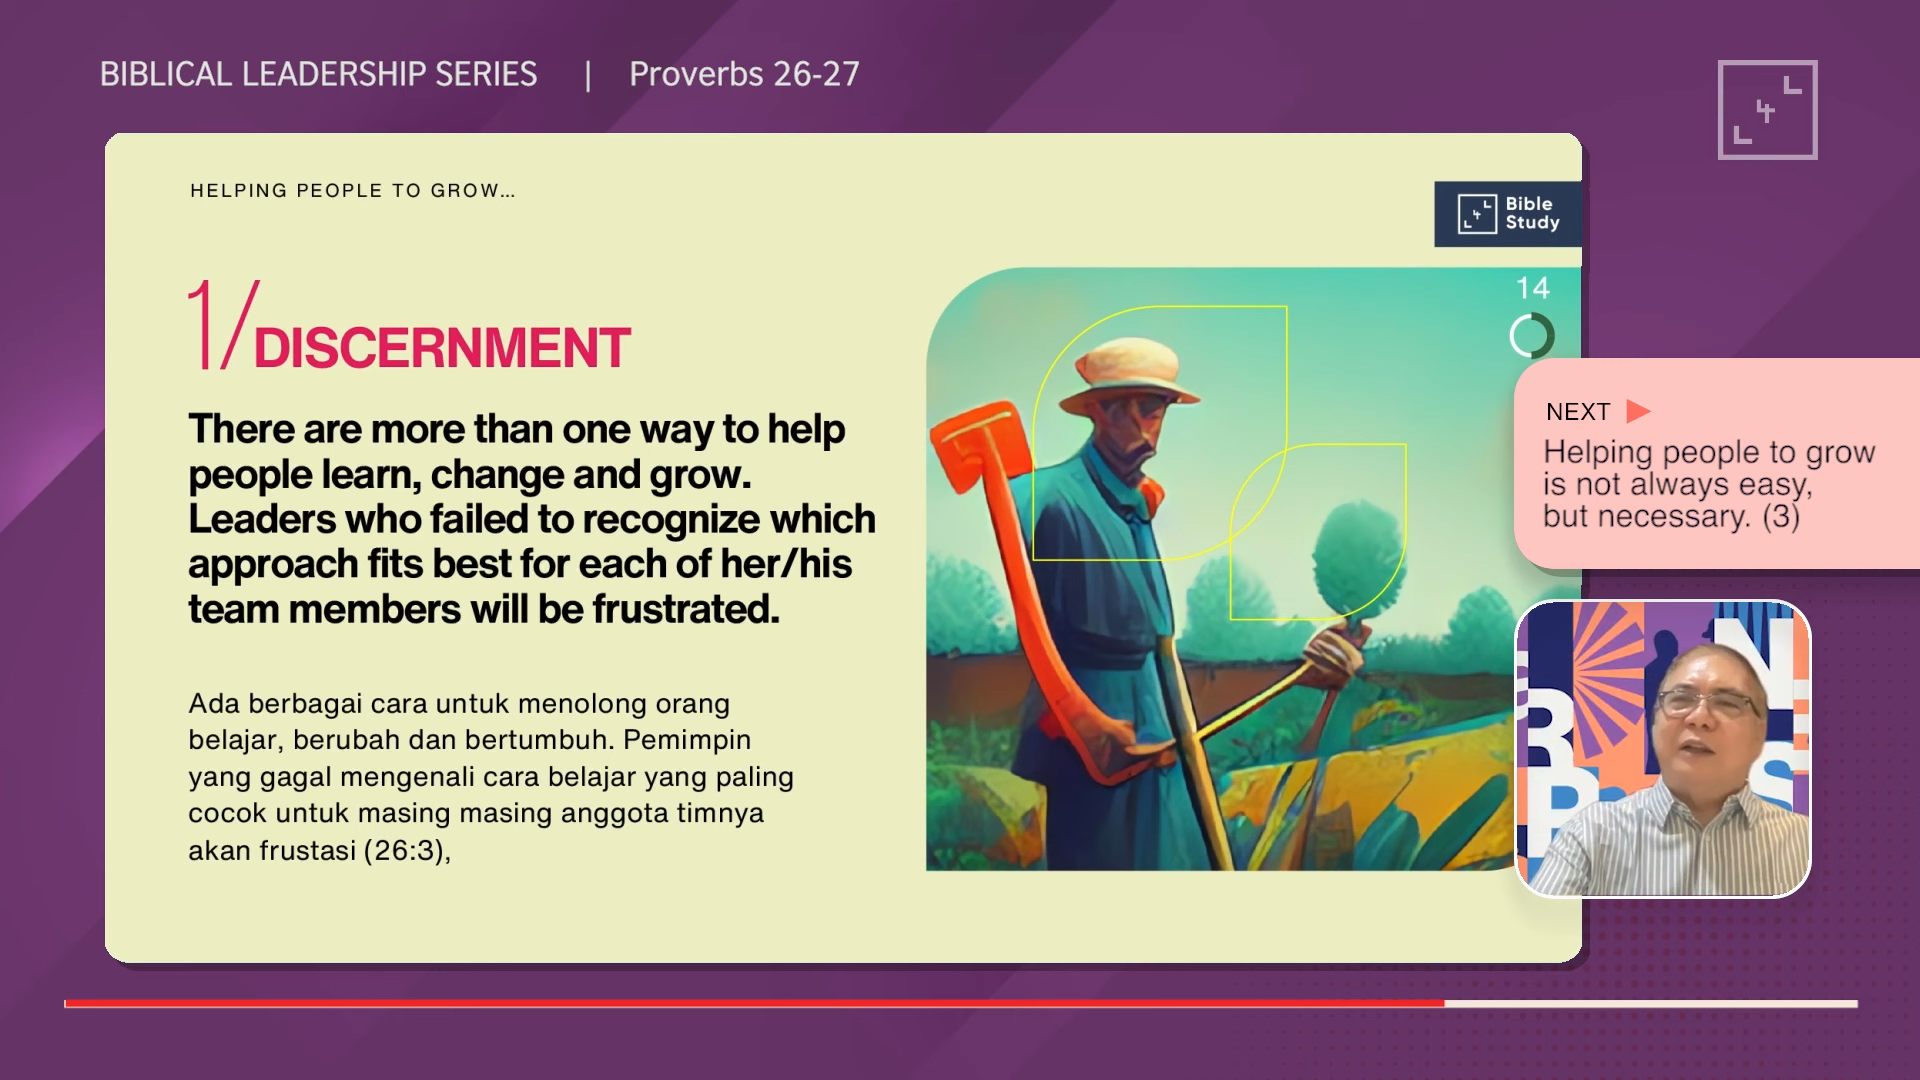 BIBLICAL LEADERSHIP SERIES | Proverbs 26-27
HELPING PEOPLE TO GROW...
Bible
Study
14
1/DISCERNMENT
There are more than one way to help
people learn, change and grow.
Leaders who failed to recognize which
approach fits best for each of her/his
team members will be frustrated.
Ada berbagai cara untuk menolong orang
belajar, berubah dan bertumbuh. Pemimpin
yang gagal mengenali cara belajar yang paling
cocok untuk masing masing anggota timnya
akan frustasi (26:3),
NEXT
Helping people to grow
is not always easy,
but necessary. (3)